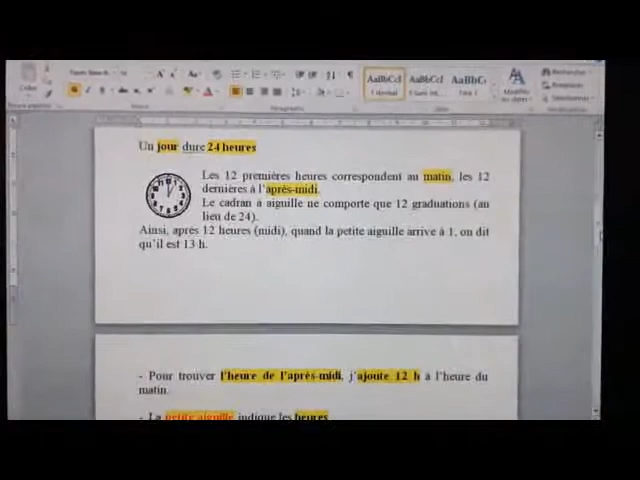 AaBbCcI AaBbCcI AaBbC
Un jour dure 24 heures
Les 12 premières heures correspondent au matin, les 12
dernières à l'après-midi.
Le cadran à aiguille ne comporte que 12 graduations (au
lieu de 24).
Ainsi, après 12 heures (midi), quand la petite aiguille arrive à 1, on dit
qu'il est 13 h.
- Pour trouver l'heure de l'après-midi, j'ajoute 12 h à l'heure du
matin.
- La petite aiguille indique les heures